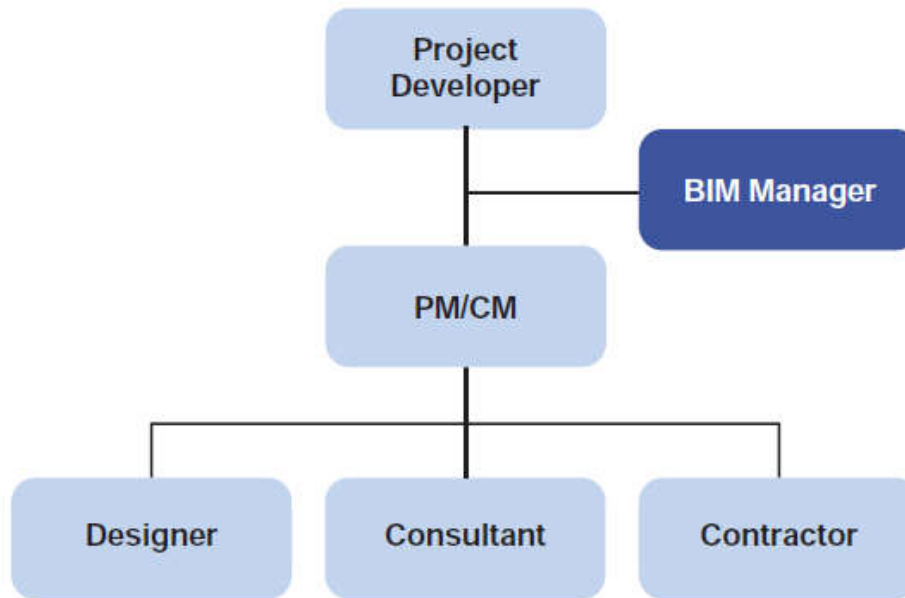 Project
Developer
BIM Manager
PM/CM
Designer
Consultant
Contractor